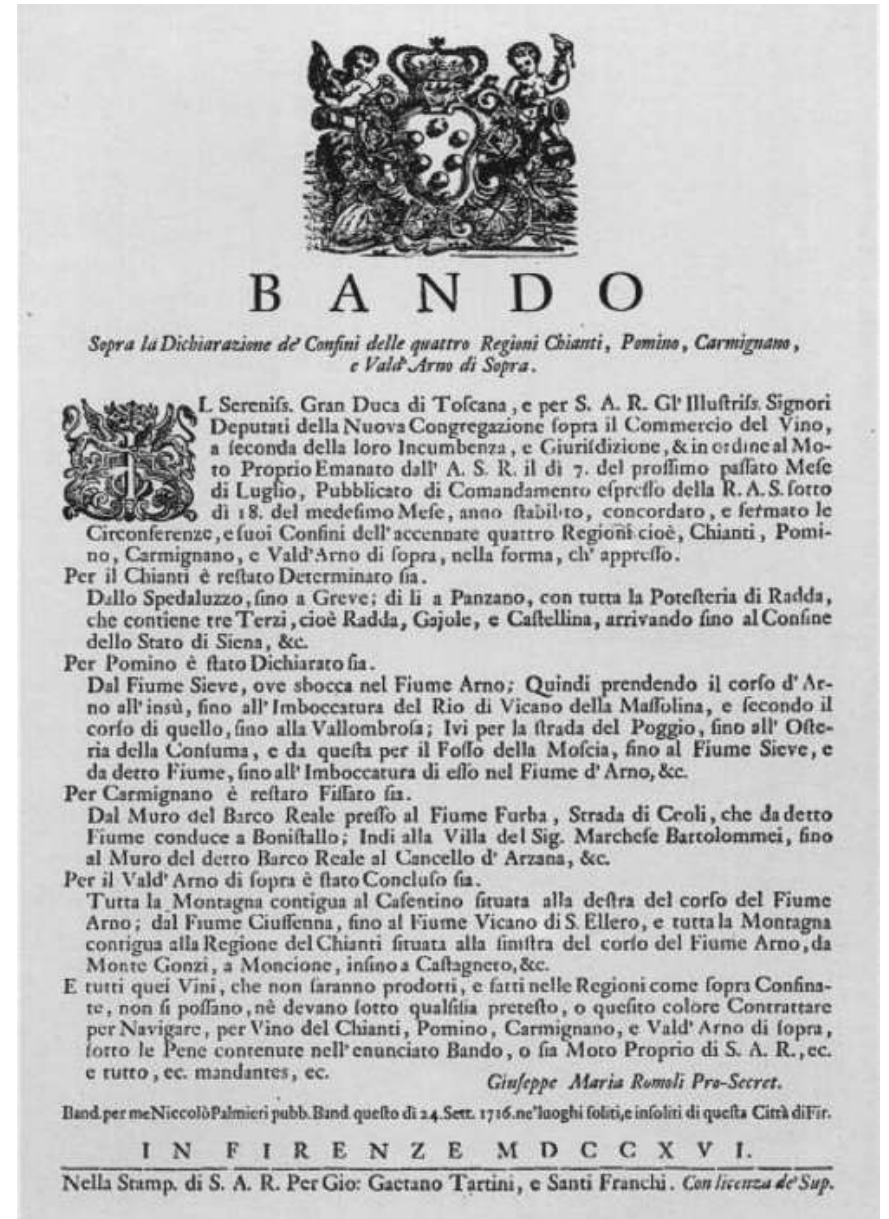 BANDO
Sopra la Dichiarazione de' Confini delle quattro Regioni Chianti, Pomino, Carmignano,
e Vald'Arno di Sopra.
IL Sereniſs. Gran Duca di Toſcana, e per S. A. R. Gl' Illuſtriſs. Signori
Deputati della Nuova Congregazione ſopra il Commercio del Vino,
a ſeconda della loro Incumbenza, e Giuriſdizione, & in ordine al Mo-
to Proprio Emanato dall' A. S. R. il dì 7. del proſſimo paſſato Meſe
di Luglio, Pubblicato di Comandamento eſpreſſo della R. A. S. ſotto
dì 18. del medeſimo Meſe, anno ſtabilito, concordato, e fermato le
Circonferenze, e ſuoi Confini dell' accennate quattro Regioni cioè, Chianti, Pomi-
no, Carmignano, e Vald'Arno di ſopra, nella forma, ch' appreſſo.
Per il Chianti è reſtato Determinato ſia.
Dallo Spedaluzzo, ſino a Greve; di lì a Panzano, con tutta la Poteſteria di Radda,
che contiene tre Terzi, cioè Radda, Gajole, e Caſtellina, arrivando ſino al Confine
dello Stato di Siena, &c.
Per Pomino è ſtato Dichiarato ſia.
Dal Fiume Sieve, ove sbocca nel Fiume Arno; Quindi prendendo il corſo d' Ar-
no all' insù, ſino all' Imboccatura del Rio di Vicano della Maſſolina, e ſecondo il
corſo di quello, ſino alla Vallombroſa; Ivi per la ſtrada del Poggio, ſino all' Oſte-
ria della Conſuma, e da queſta per il Foſſo della Moſcia, ſino al Fiume Sieve, e
da detto Fiume, ſino all' Imboccatura di eſſo nel Fiume d' Arno, &c.
Per Carmignano è reſtato Fiſſato ſia.
Dal Muro del Barco Reale preſſo al Fiume Furba, Strada di Ceoli, che da detto
Fiume conduce a Boniſtallo; Indi alla Villa del Sig. Marcheſe Bartolommei, ſino
al Muro del detto Barco Reale al Cancello d' Arzana, &c.
Per il Vald' Arno di ſopra è ſtato Concluſo ſia.
Tutta la Montagna contigua al Caſentino ſituata alla deſtra del corſo del Fiume
Arno; dal Fiume Ciuffenna, ſino al Fiume Vicano di S. Ellero, e tutta la Montagna
contigua alla Regione del Chianti ſituata alla ſiniſtra del corſo del Fiume Arno, da
Monte Gonzi, a Moncione, inſino a Caſtagneto, &c.
E tutti quei Vini, che non ſaranno prodotti, e fatti nelle Regioni come ſopra Confina-
te, non ſi poſſano, nè devano ſotto qualſiſia preteſto, o queſito colore Contrattare
per Navigare, per Vino del Chianti, Pomino, Carmignano, e Vald' Arno di ſopra,
ſotto le Pene contenute nell' enunciato Bando, o ſia Moto Proprio di S. A. R., ec.
e tutto, ec. mandantes, ec.
Giuſeppe Maria Romoli Pro-Secret.
Band. per me Niccolò Palmieri pubb. Band. queſto dì 24. Sett. 1716. ne' luoghi ſoliti, e inſoliti di queſta Città di Fir.
IN FIRENZE MDCCXVI.
Nella Stamp. di S. A. R. Per Gio: Gaetano Tartini, e Santi Franchi. Con licenza de' Sup.